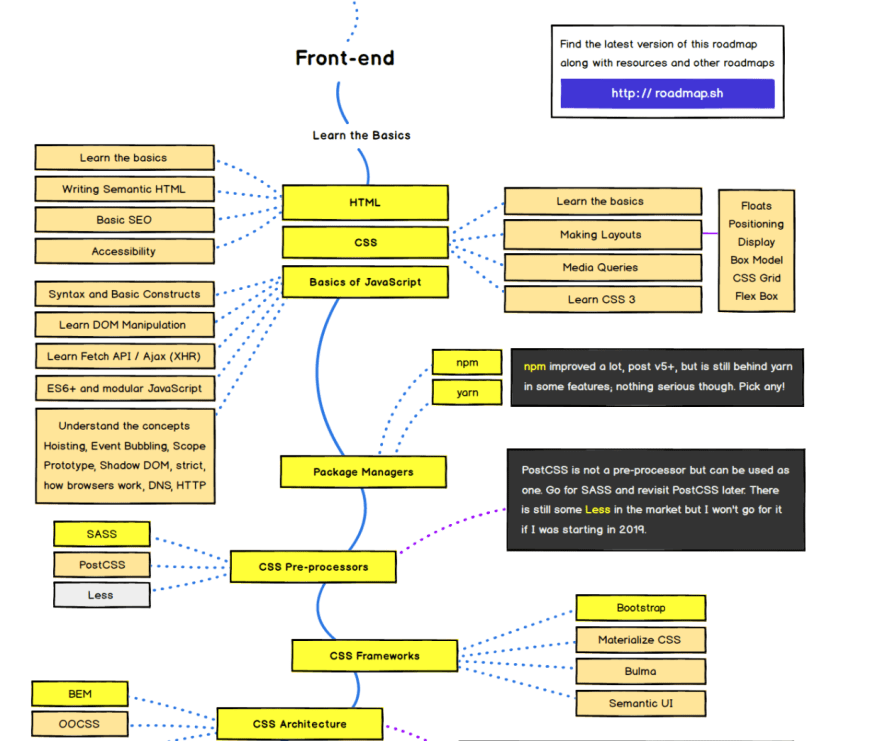 Front-end
Find the latest version of this roadmap
along with resources and other roadmaps
http:// roadmap.sh
Learn the Basics
Learn the basics
Writing Semantic HTML
Basic SEO
Accessibility
HTML
CSS
Basics of JavaScript
Learn the basics
Making Layouts
Media Queries
Learn CSS 3
Floats
Positioning
Display
Box Model
CSS Grid
Flex Box
Syntax and Basic Constructs
Learn DOM Manipulation
Learn Fetch API / Ajax (XHR)
ES6+ and modular JavaScript
Understand the concepts
Hoisting, Event Bubbling, Scope
Prototype, Shadow DOM, strict,
how browsers work, DNS, HTTP
npm
yarn
npm improved a lot, post v5+, but is still behind yarn
in some features; nothing serious though. Pick any!
Package Managers
PostCSS is not a pre-processor but can be used as
one. Go for SASS and revisit PostCSS later. There
is still some Less in the market but I won't go for it
if I was starting in 2019.
SASS
PostCSS
Less
CSS Pre-processors
Bootstrap
Materialize CSS
Bulma
Semantic UI
CSS Frameworks
BEM
OOCSS
CSS Architecture